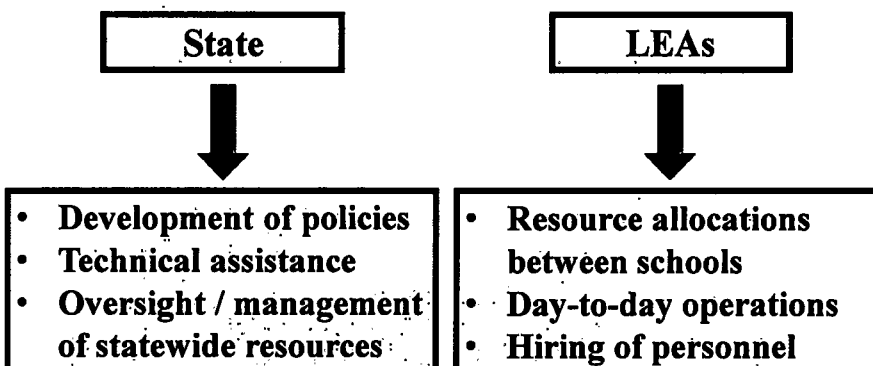 State
• Development of policies
• Technical assistance
• Oversight / management
of statewide resources
LEAs
• Resource allocations
between schools
• Day-to-day operations
• Hiring of personnel